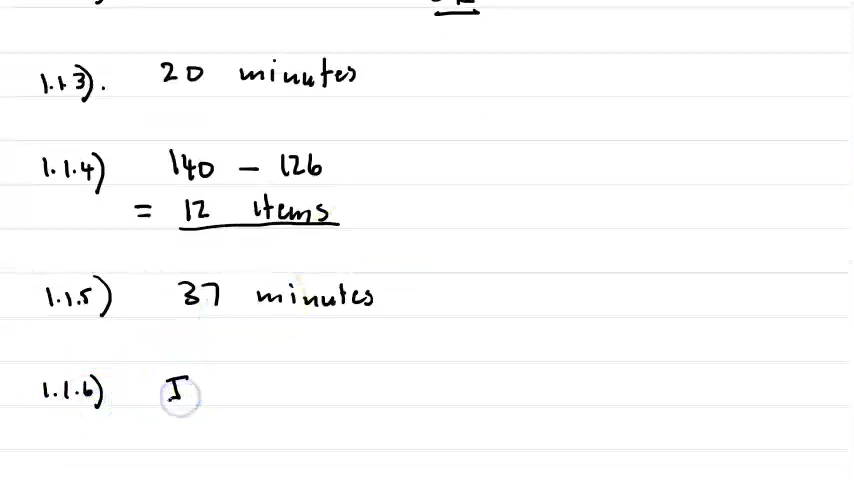 1.1.3). 20 minutes
1.1.4) 140 - 126
= 12 items
1.1.5) 37 minutes
1.1.6) I